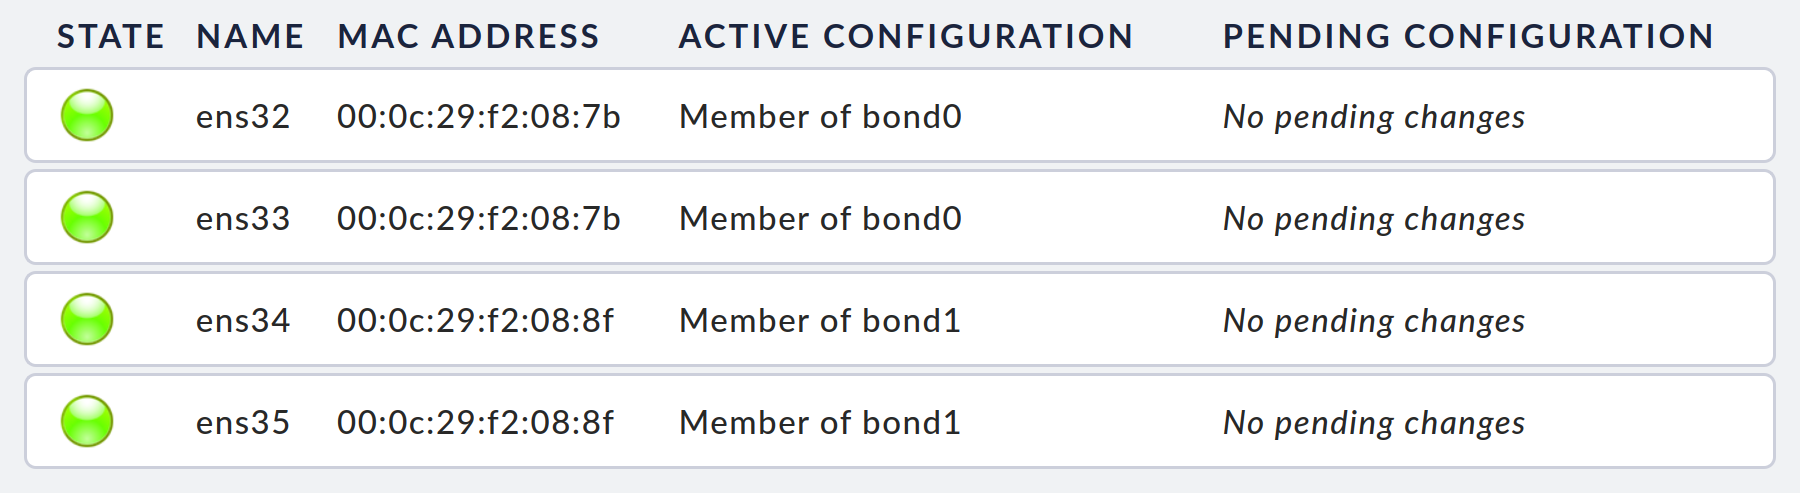 STATE NAME MAC ADDRESS ACTIVE CONFIGURATION PENDING CONFIGURATION
ens32 00:0c:29:f2:08:7b Member of bond0 No pending changes
ens33 00:0c:29:f2:08:7b Member of bond0 No pending changes
ens34 00:0c:29:f2:08:8f Member of bond1 No pending changes
ens35 00:0c:29:f2:08:8f Member of bond1 No pending changes